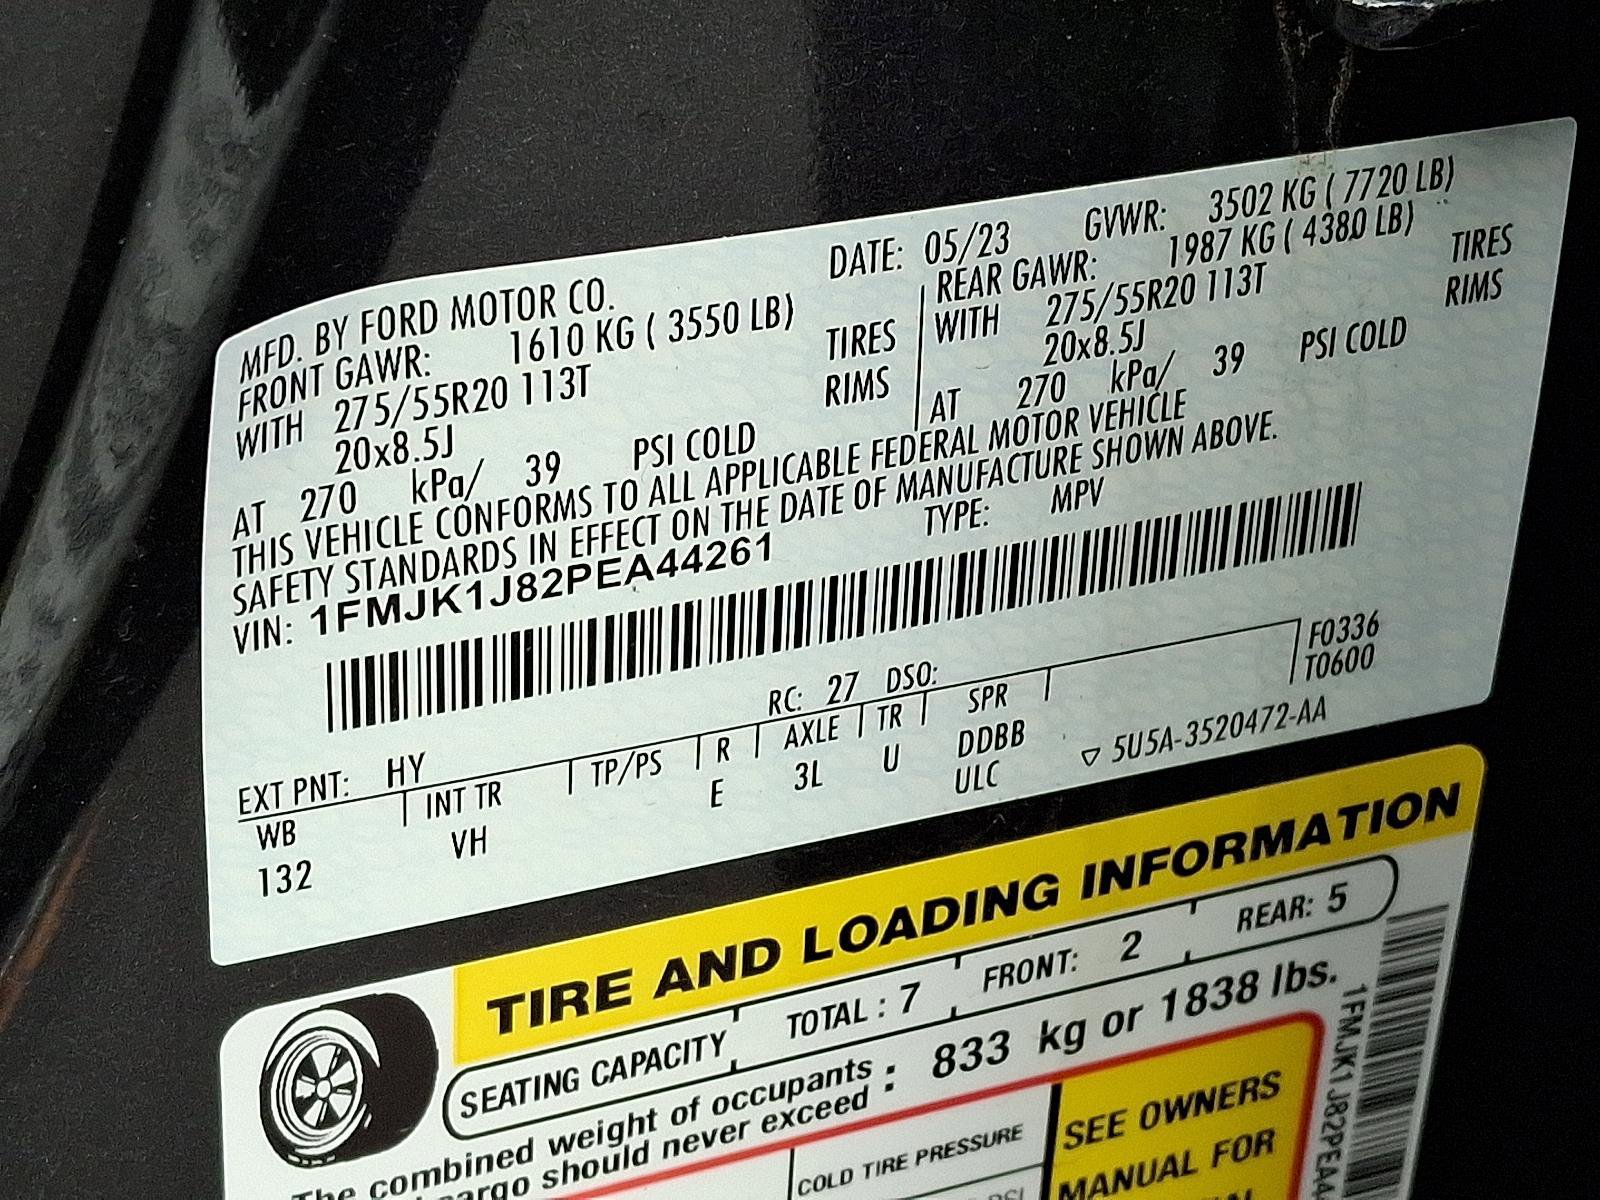 MFD. BY FORD MOTOR CO.
DATE: 05/23 GVWR: 3502 KG ( 7720 LB)
FRONT GAWR: 1610 KG ( 3550 LB)
WITH 275/55R20 113T TIRES
20x8.5J RIMS
AT 270 kPa/ 39 PSI COLD
REAR GAWR: 1987 KG ( 4380 LB)
WITH 275/55R20 113T TIRES
20x8.5J RIMS
AT 270 kPa/ 39 PSI COLD
THIS VEHICLE CONFORMS TO ALL APPLICABLE FEDERAL MOTOR VEHICLE
SAFETY STANDARDS IN EFFECT ON THE DATE OF MANUFACTURE SHOWN ABOVE.
VIN: 1FMJK1J82PEA44261 TYPE: MPV
F0336
T0600
EXT PNT: HY RC: 27 DSO:
WB INT TR TP/PS R AXLE TR SPR
132 VH E 3L U DDBB
ULC
▽ 5U5A-3520472-AA
TIRE AND LOADING INFORMATION
SEATING CAPACITY TOTAL : 7 FRONT: 2 REAR: 5
The combined weight of occupants
cargo should never exceed : 833 kg or 1838 lbs.
COLD TIRE PRESSURE
SEE OWNERS
MANUAL FOR
1FMJK1J82PEA4